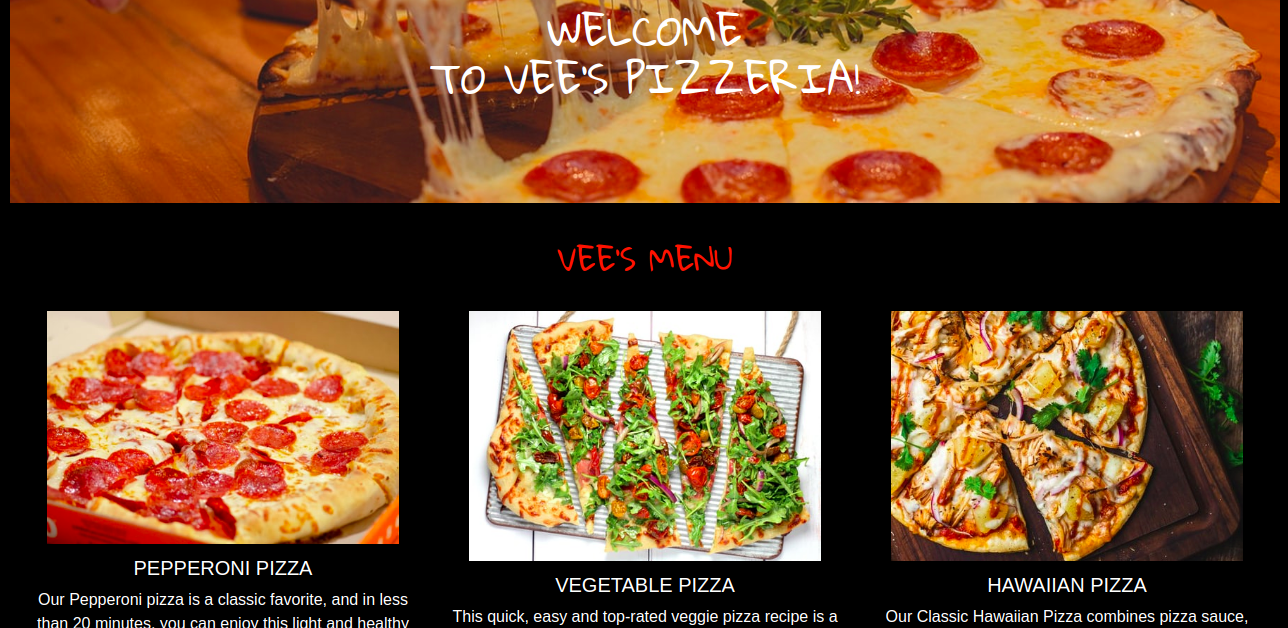 WELCOME
TO VEE'S PIZZERIA!
VEE'S MENU
PEPPERONI PIZZA
Our Pepperoni pizza is a classic favorite, and in less
than 20 minutes, you can enjoy this light and healthy
VEGETABLE PIZZA
This quick, easy and top-rated veggie pizza recipe is a
HAWAIIAN PIZZA
Our Classic Hawaiian Pizza combines pizza sauce,